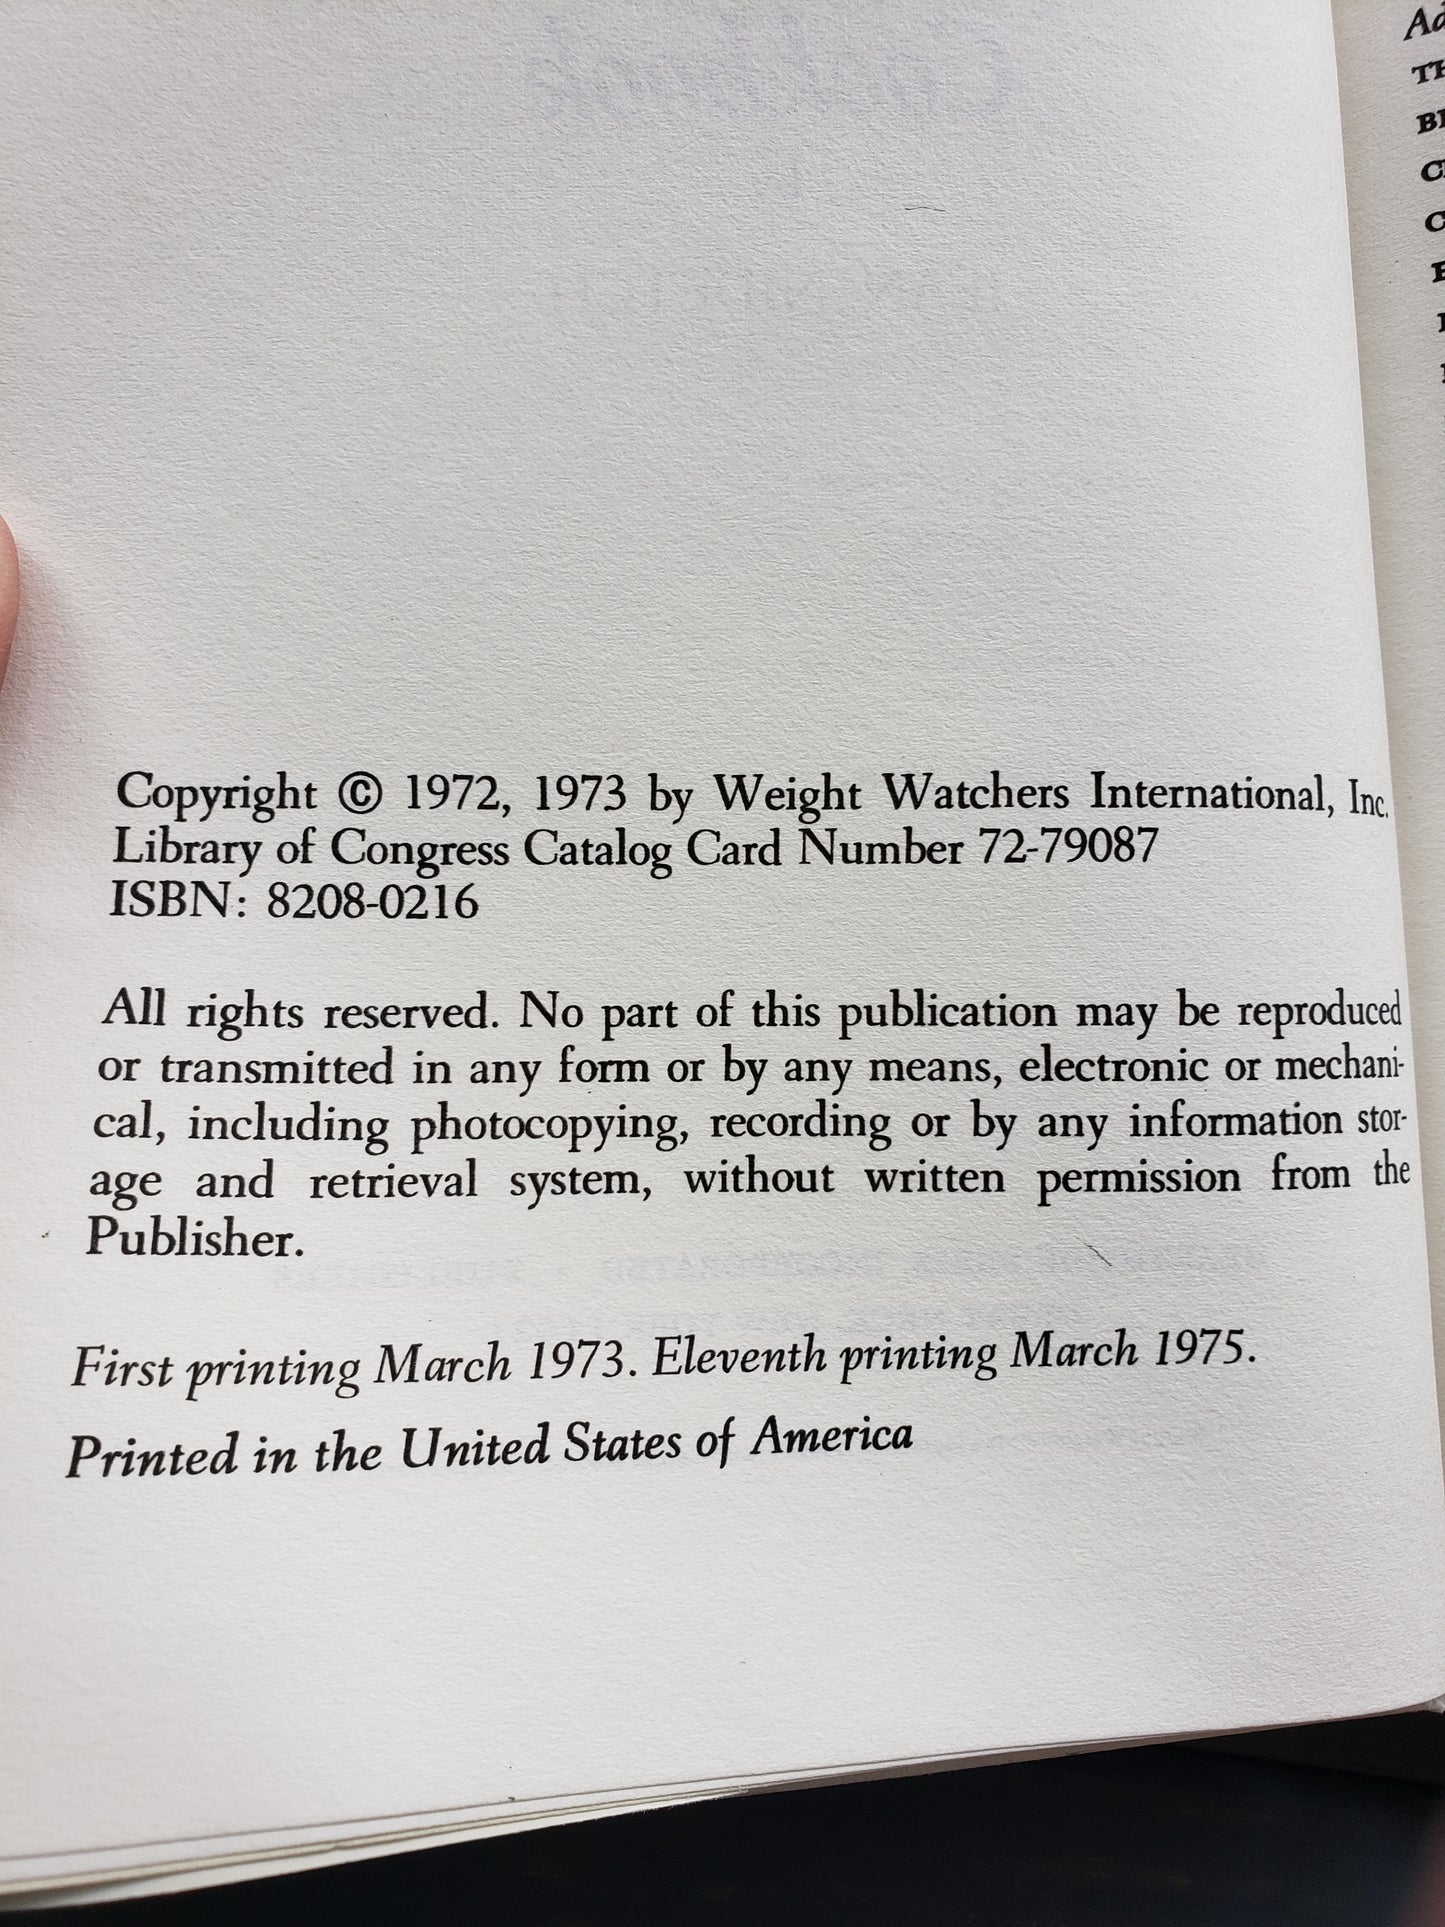 Copyright © 1972, 1973 by Weight Watchers International, Inc.
Library of Congress Catalog Card Number 72-79087
ISBN: 8208-0216
All rights reserved. No part of this publication may be reproduced
or transmitted in any form or by any means, electronic or mechani-
cal, including photocopying, recording or by any information stor-
age and retrieval system, without written permission from the
Publisher.
First printing March 1973. Eleventh printing March 1975.
Printed in the United States of America